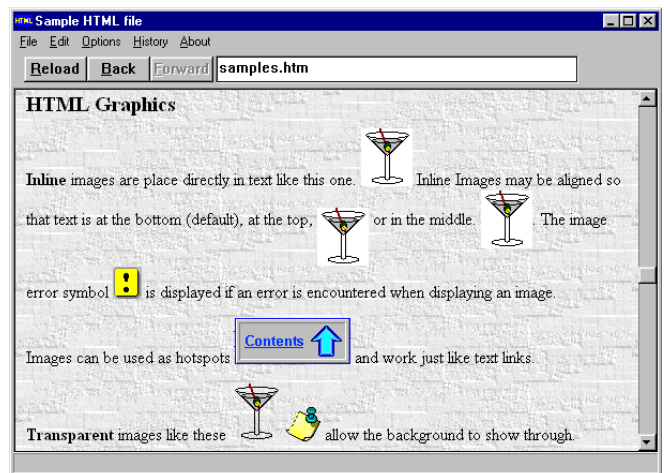 HTML Sample HTML file
File Edit Options History About
Reload Back Forward samples.htm
HTML Graphics
Inline images are place directly in text like this one. Inline Images may be aligned so
that text is at the bottom (default), at the top, or in the middle. . The image
error symbol ! is displayed if an error is encountered when displaying an image.
Images can be used as hotspots Contents and work just like text links.
Transparent images like these allow the background to show through.